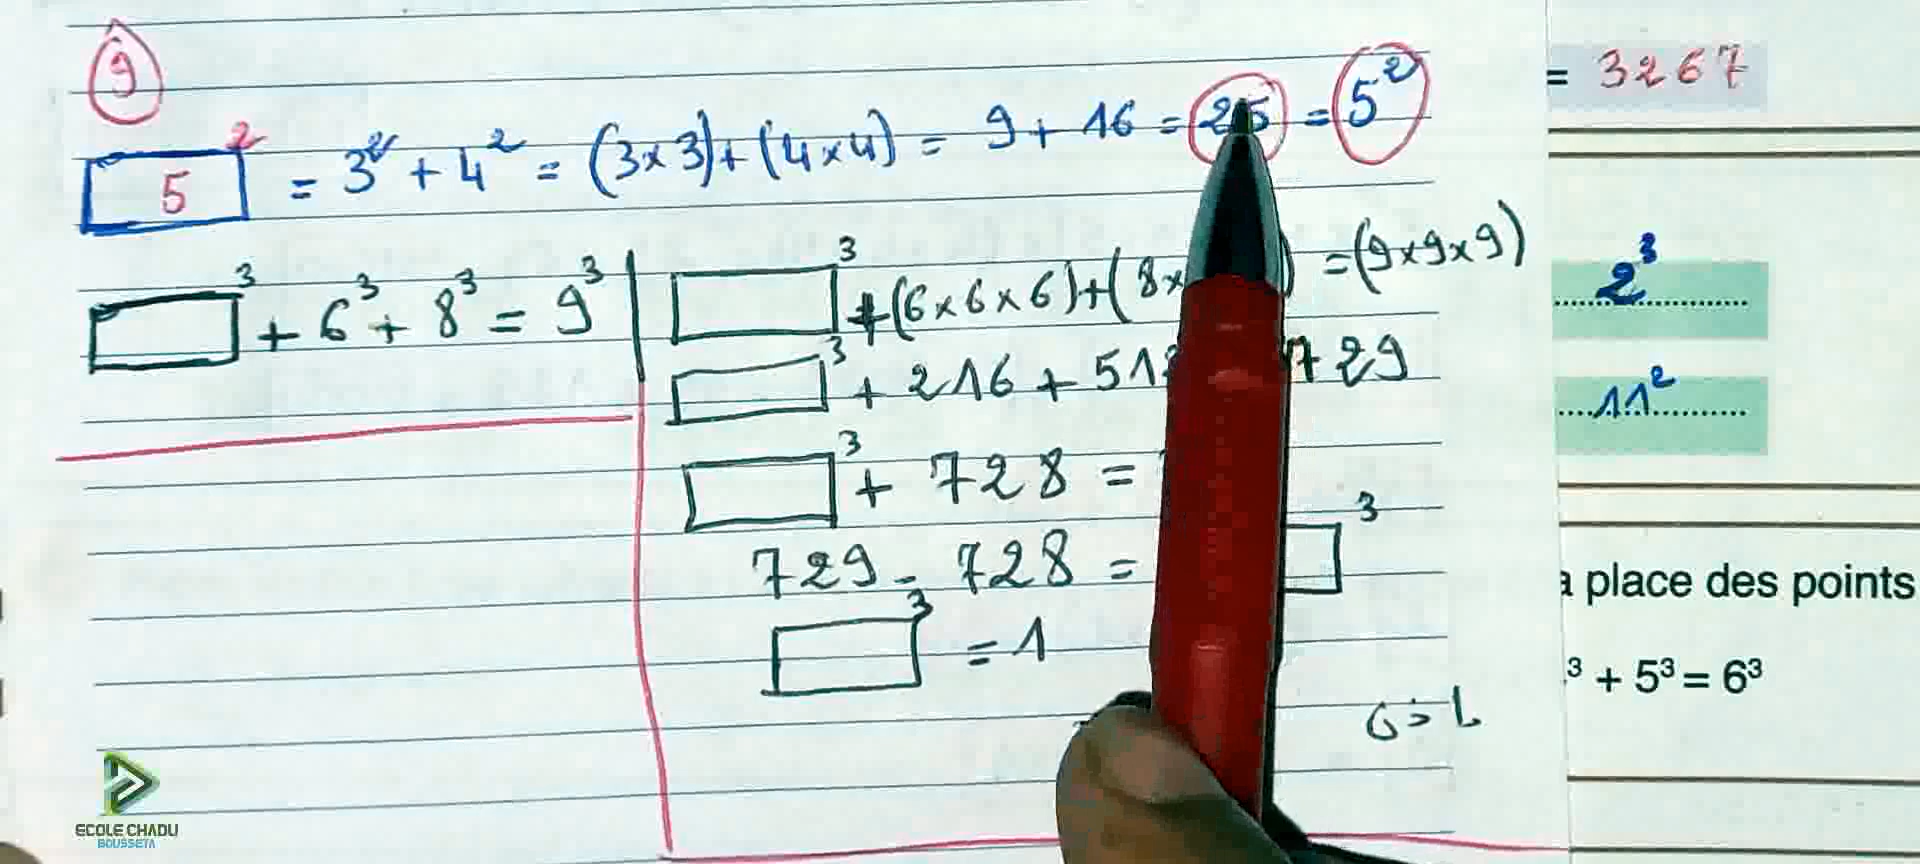 9
5² = 3² + 4² = (3×3)+(4×4) = 9 + 16 = 25 = 5²
³ + 6³ + 8³ = 9³
³ +(6×6×6)+(8× ) =(9×9×9)
³ + 216 + 51 729
³ + 728 =
729 - 728 = ³
³ = 1
= 3267
2³
11²
a place des points
³ + 5³ = 6³
ECOLE CHADU
BOUSSETA